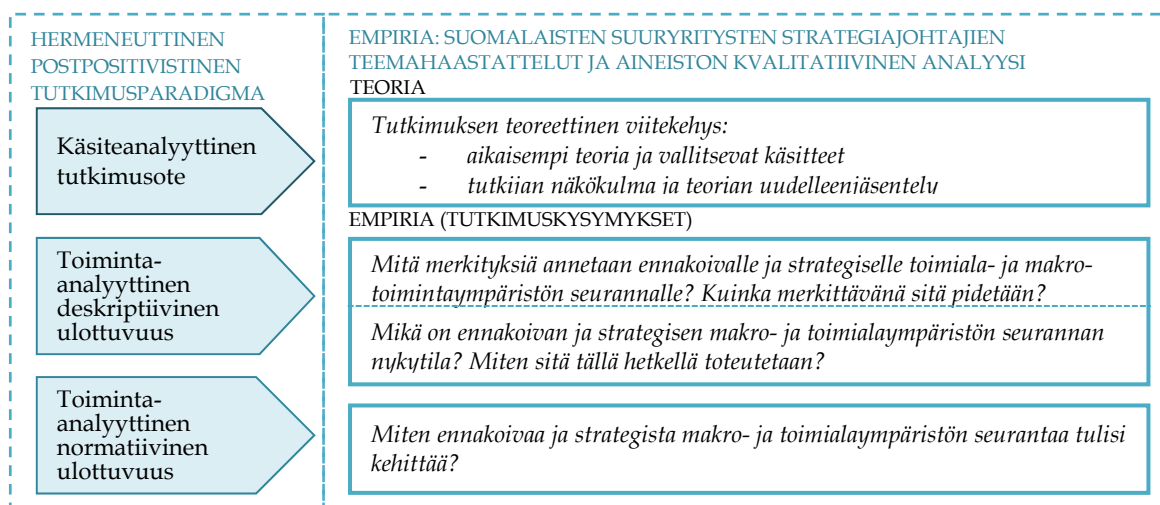 HERMENEUTTINEN
POSTPOSITIVISTINEN
TUTKIMUSPARADIGMA
Käsiteanalyyttinen
tutkimusote
Toiminta-
analyyttinen
deskriptiivinen
ulottuvuus
Toiminta-
analyyttinen
normatiivinen
ulottuvuus
EMPIRIA: SUOMALAISTEN SUURYRITYSTEN STRATEGIAJOHTAJIEN
TEEMAHAASTATTELUT JA AINEISTON KVALITATIIVINEN ANALYYSI
TEORIA
Tutkimuksen teoreettinen viitekehys:
- aikaisempi teoria ja vallitsevat käsitteet
- tutkijan näkökulma ja teorian uudelleenjäsentely
EMPIRIA (TUTKIMUSKYSYMYKSET)
Mitä merkityksiä annetaan ennakoivalle ja strategiselle toimiala- ja makro-
toimintaympäristön seurannalle? Kuinka merkittävänä sitä pidetään?
Mikä on ennakoivan ja strategisen makro- ja toimialaympäristön seurannan
nykytila? Miten sitä tällä hetkellä toteutetaan?
Miten ennakoivaa ja strategista makro- ja toimialaympäristön seurantaa tulisi
kehittää?